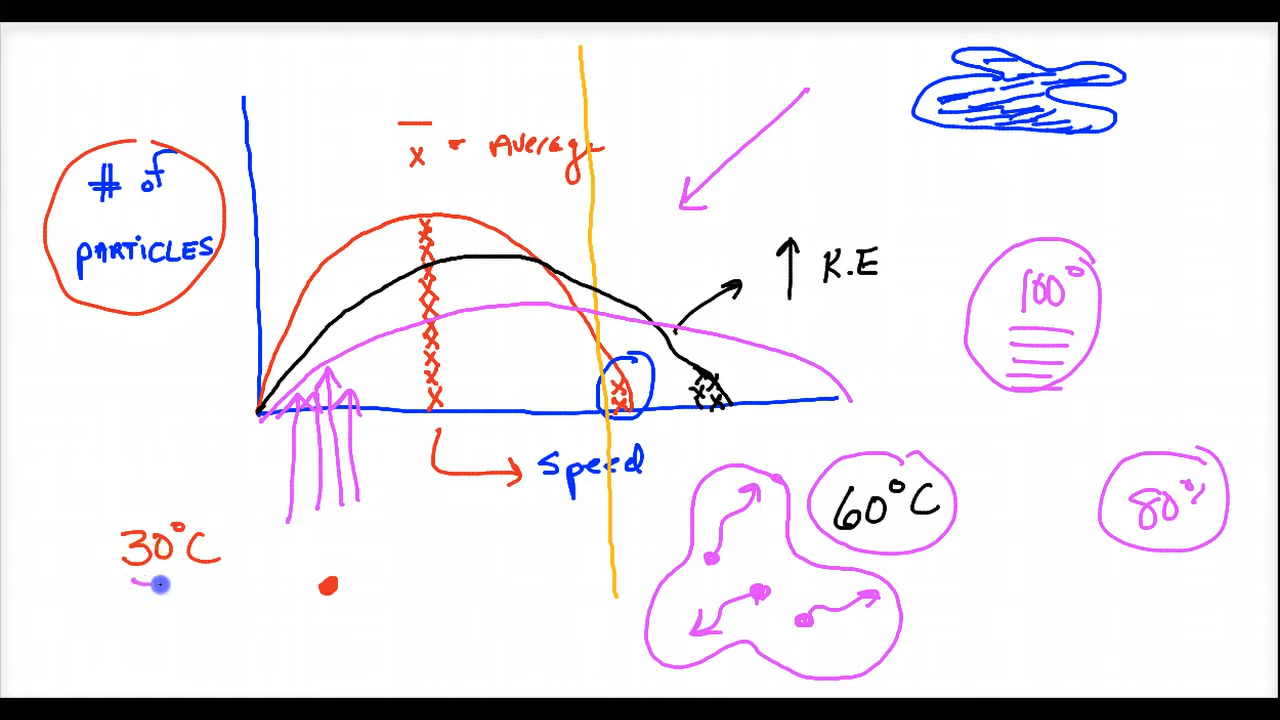 # of
PARTICLES
x̄ = Average
↑ K.E
100°
Speed
60°C
80°
30°C